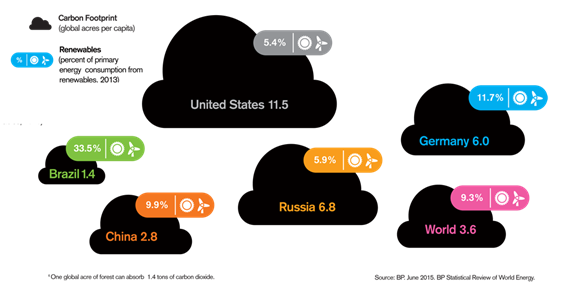 Carbon Footprint
(global acres per capita)
%
Renewables
(percent of primary
energy consumption from
renewables, 2013)
5.4%
United States 11.5
11.7%
Germany 6.0
33.5%
Brazil 1.4
5.9%
Russia 6.8
9.9%
China 2.8
9.3%
World 3.6
*One global acre of forest can absorb 1.4 tons of carbon dioxide.
Source: BP. June 2015. BP Statistical Review of World Energy.